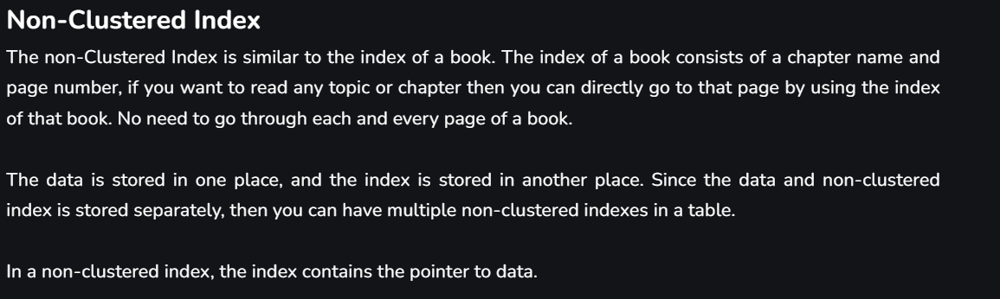 Non-Clustered Index
The non-Clustered Index is similar to the index of a book. The index of a book consists of a chapter name and
page number, if you want to read any topic or chapter then you can directly go to that page by using the index
of that book. No need to go through each and every page of a book.
The data is stored in one place, and the index is stored in another place. Since the data and non-clustered
index is stored separately, then you can have multiple non-clustered indexes in a table.
In a non-clustered index, the index contains the pointer to data.